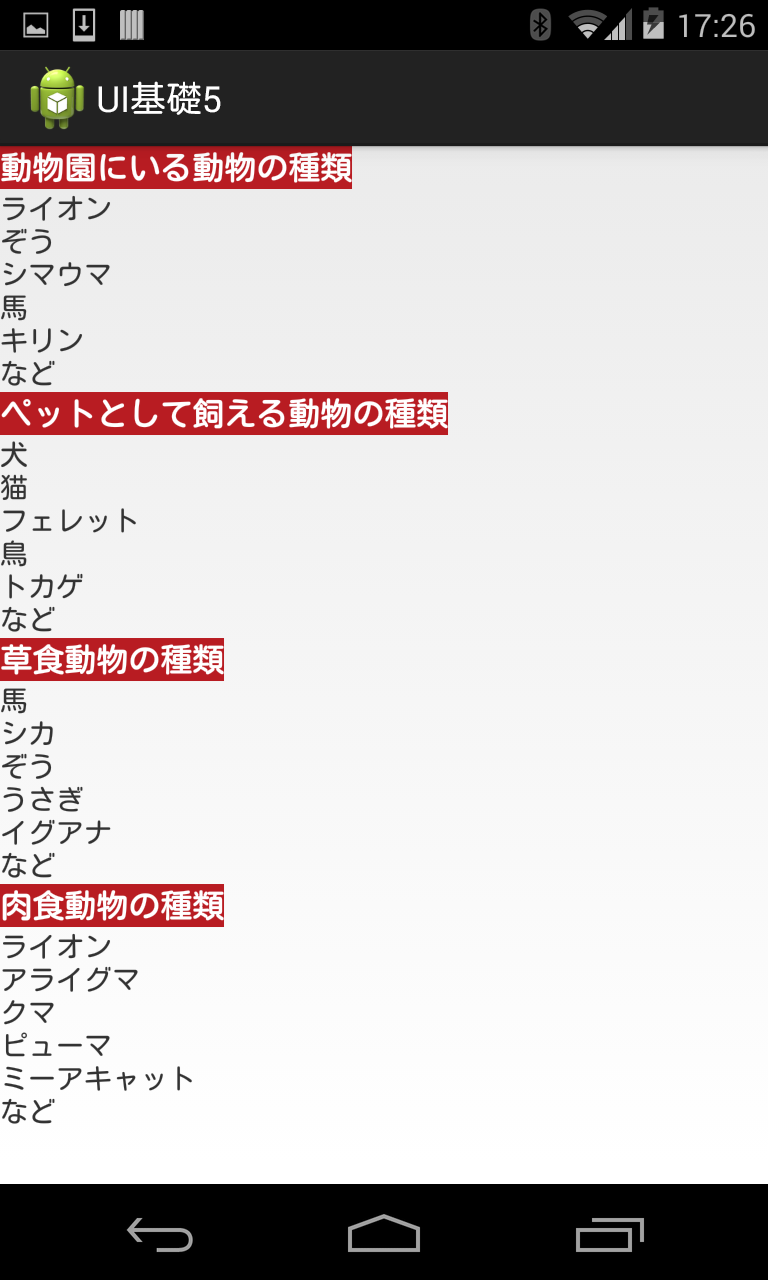 17:26
UI基礎5
動物園にいる動物の種類
ライオン
ぞう
シマウマ
馬
キリン
など
ペットとして飼える動物の種類
犬
猫
フェレット
鳥
トカゲ
など
草食動物の種類
馬
シカ
ぞう
うさぎ
イグアナ
など
肉食動物の種類
ライオン
アライグマ
クマ
ピューマ
ミーアキャット
など